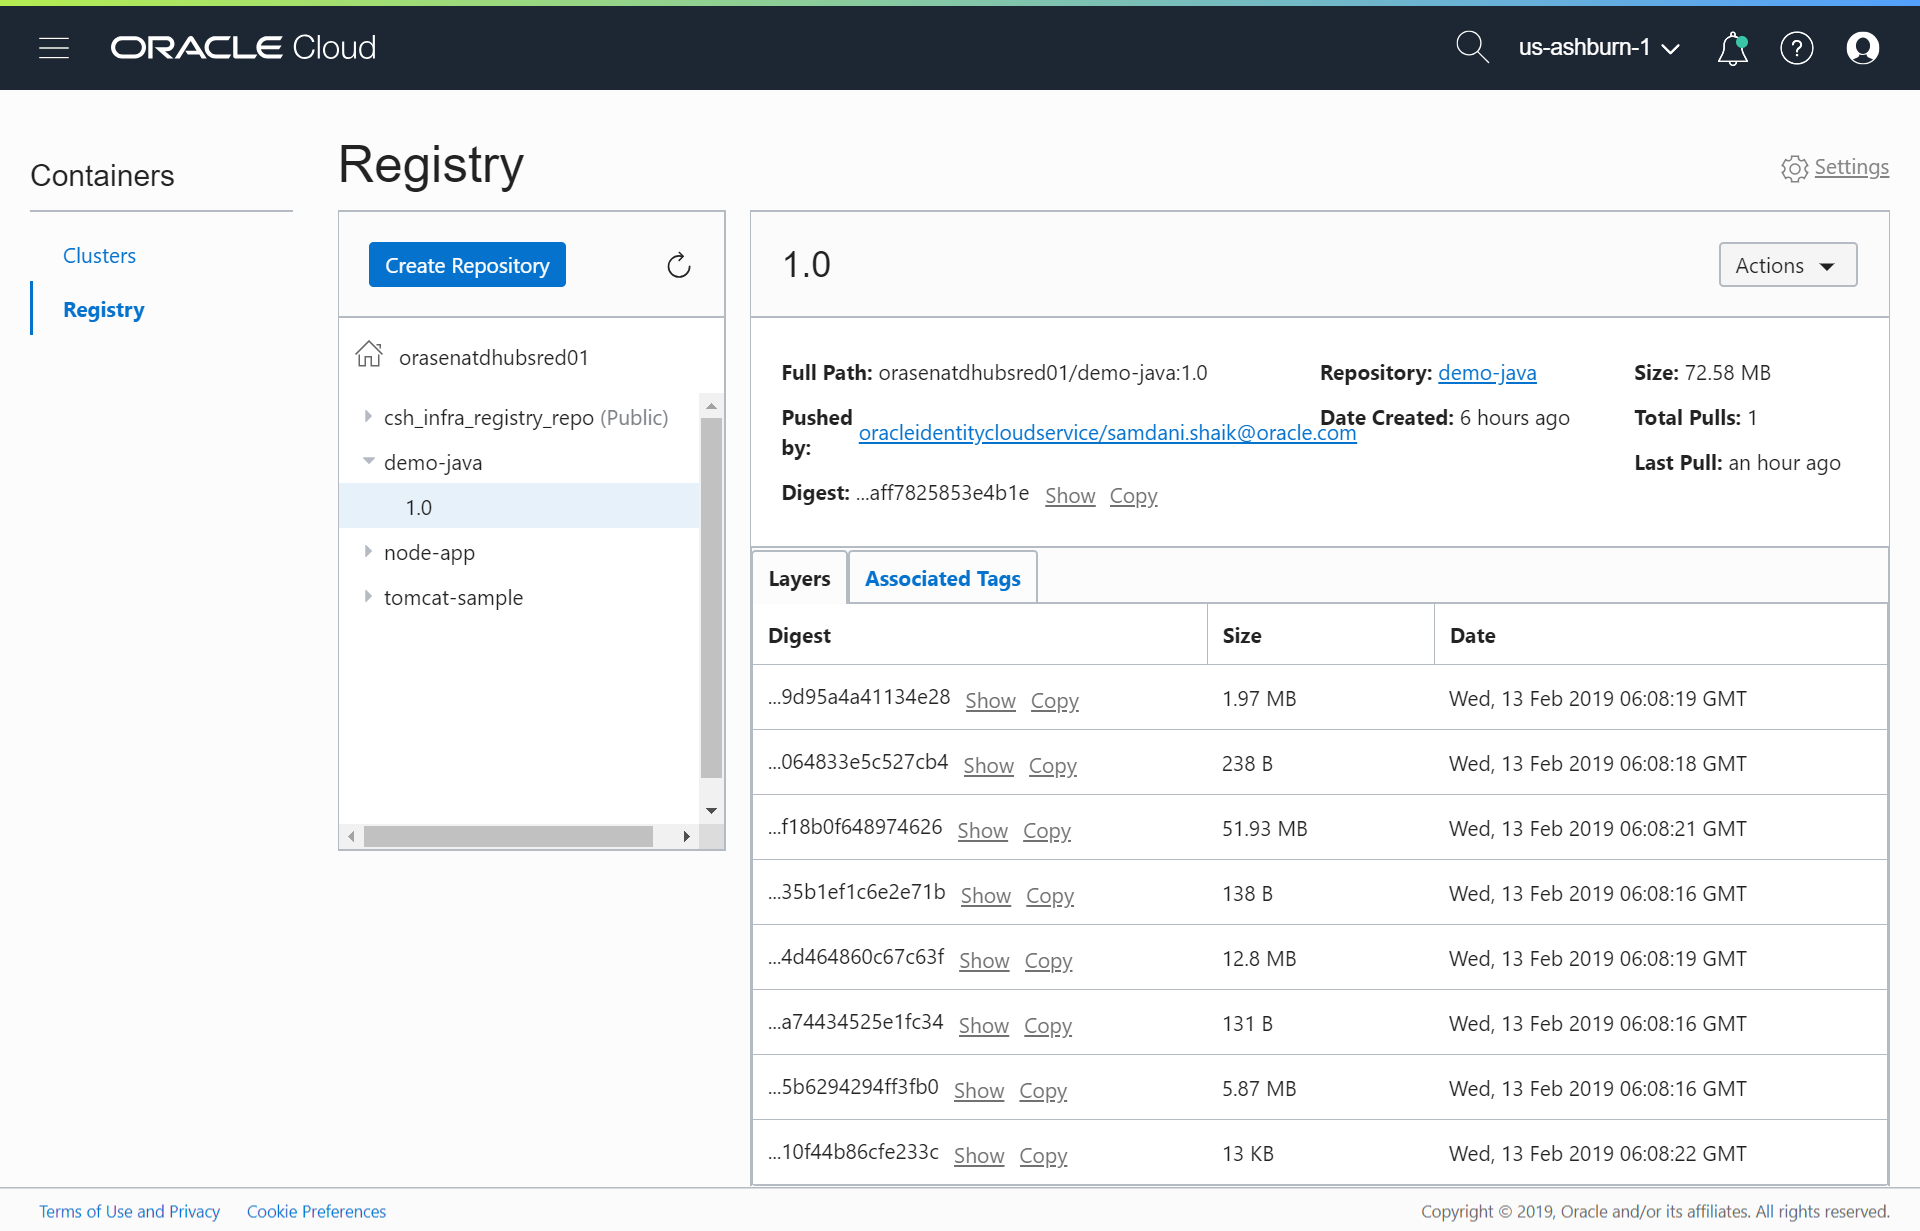 ORACLE Cloud
us-ashburn-1
Containers
Clusters
Registry
Registry
Settings
Create Repository
orasenatdhubsred01
csh_infra_registry_repo (Public)
demo-java
1.0
node-app
tomcat-sample
1.0
Actions
Full Path: orasenatdhubsred01/demo-java:1.0
Pushed by: oracleidentitycloudservice/samdani.shaik@oracle.com
Digest: ...aff7825853e4b1e Show Copy
Repository: demo-java
Date Created: 6 hours ago
Size: 72.58 MB
Total Pulls: 1
Last Pull: an hour ago
Layers Associated Tags
Digest Size Date
...9d95a4a41134e28 Show Copy 1.97 MB Wed, 13 Feb 2019 06:08:19 GMT
...064833e5c527cb4 Show Copy 238 B Wed, 13 Feb 2019 06:08:18 GMT
...f18b0f648974626 Show Copy 51.93 MB Wed, 13 Feb 2019 06:08:21 GMT
...35b1ef1c6e2e71b Show Copy 138 B Wed, 13 Feb 2019 06:08:16 GMT
...4d464860c67c63f Show Copy 12.8 MB Wed, 13 Feb 2019 06:08:19 GMT
...a74434525e1fc34 Show Copy 131 B Wed, 13 Feb 2019 06:08:16 GMT
...5b6294294ff3fb0 Show Copy 5.87 MB Wed, 13 Feb 2019 06:08:16 GMT
...10f44b86cfe233c Show Copy 13 KB Wed, 13 Feb 2019 06:08:22 GMT
Terms of Use and Privacy Cookie Preferences
Copyright © 2019, Oracle and/or its affiliates. All rights reserved.